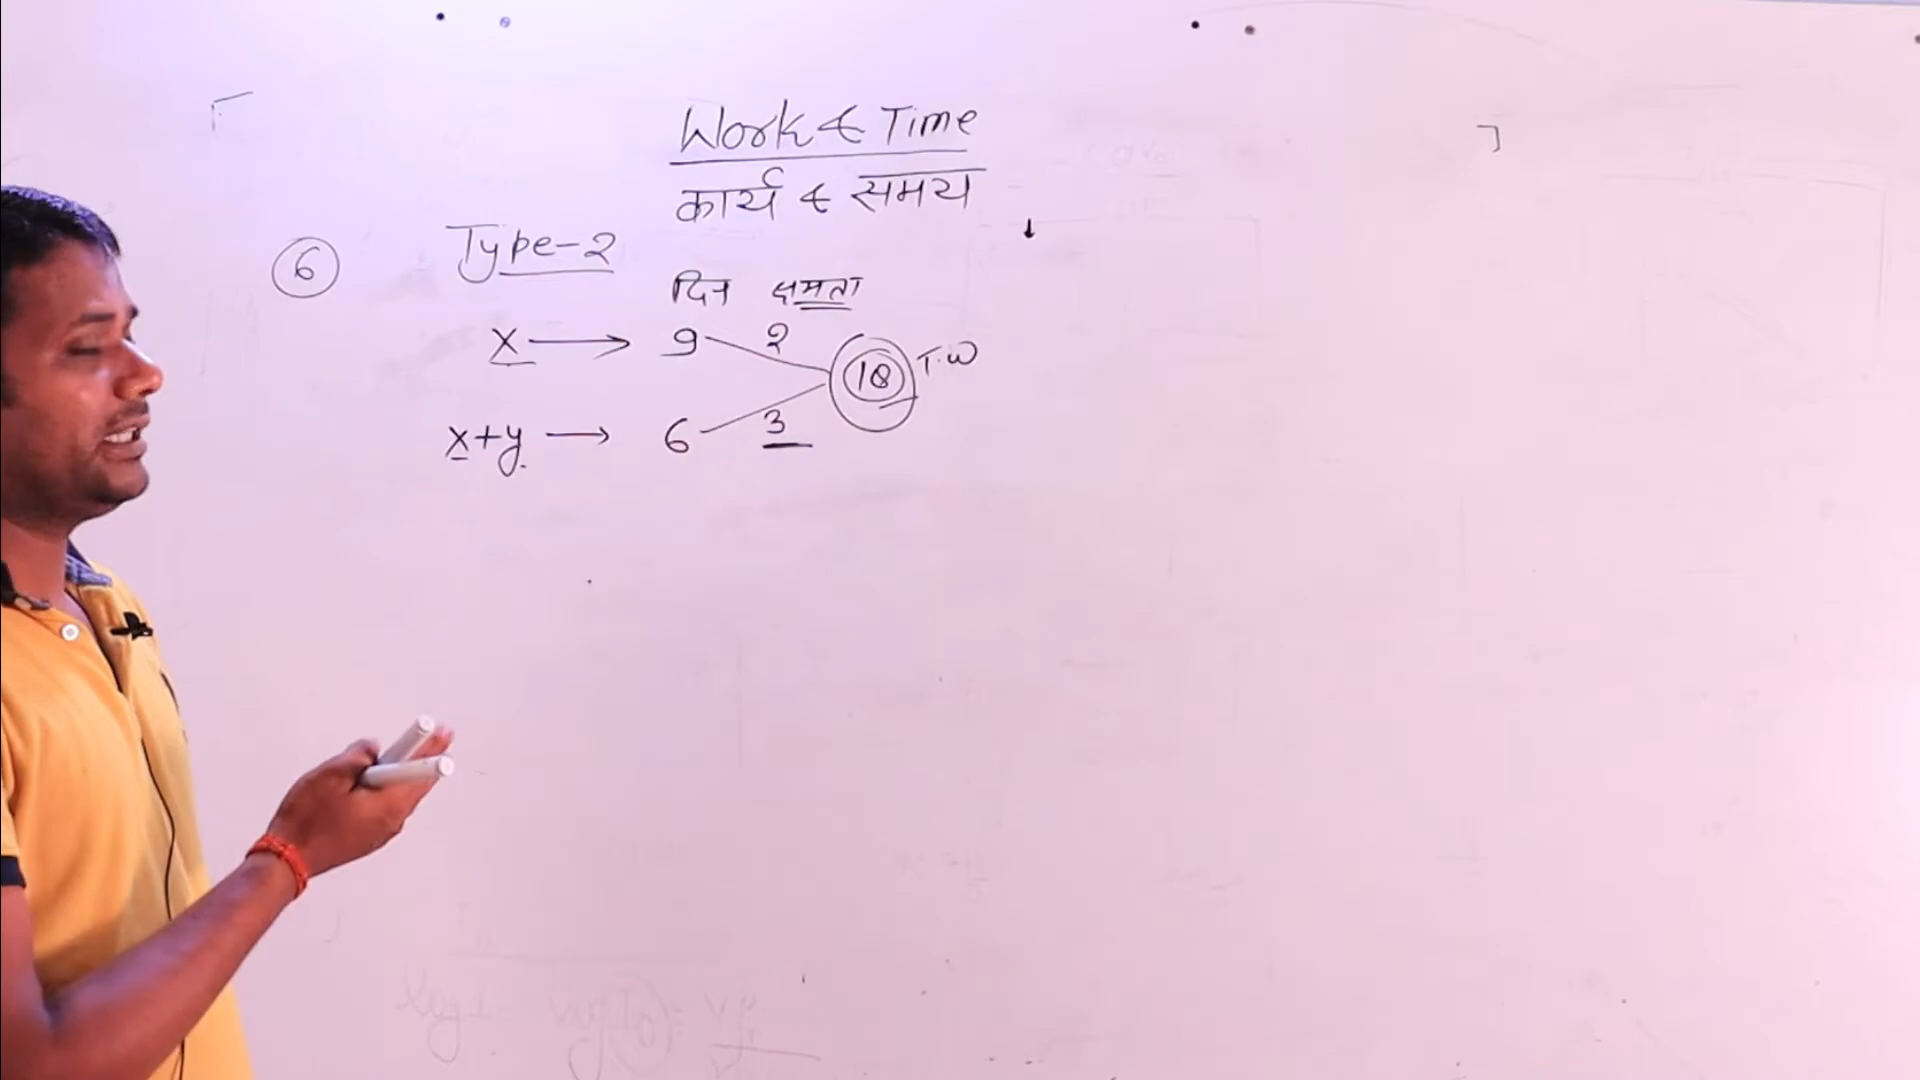 Work & Time
कार्य & समय
6 Type-2
दिन क्षमता
x → 9 2
18 T.W
x+y → 6 3